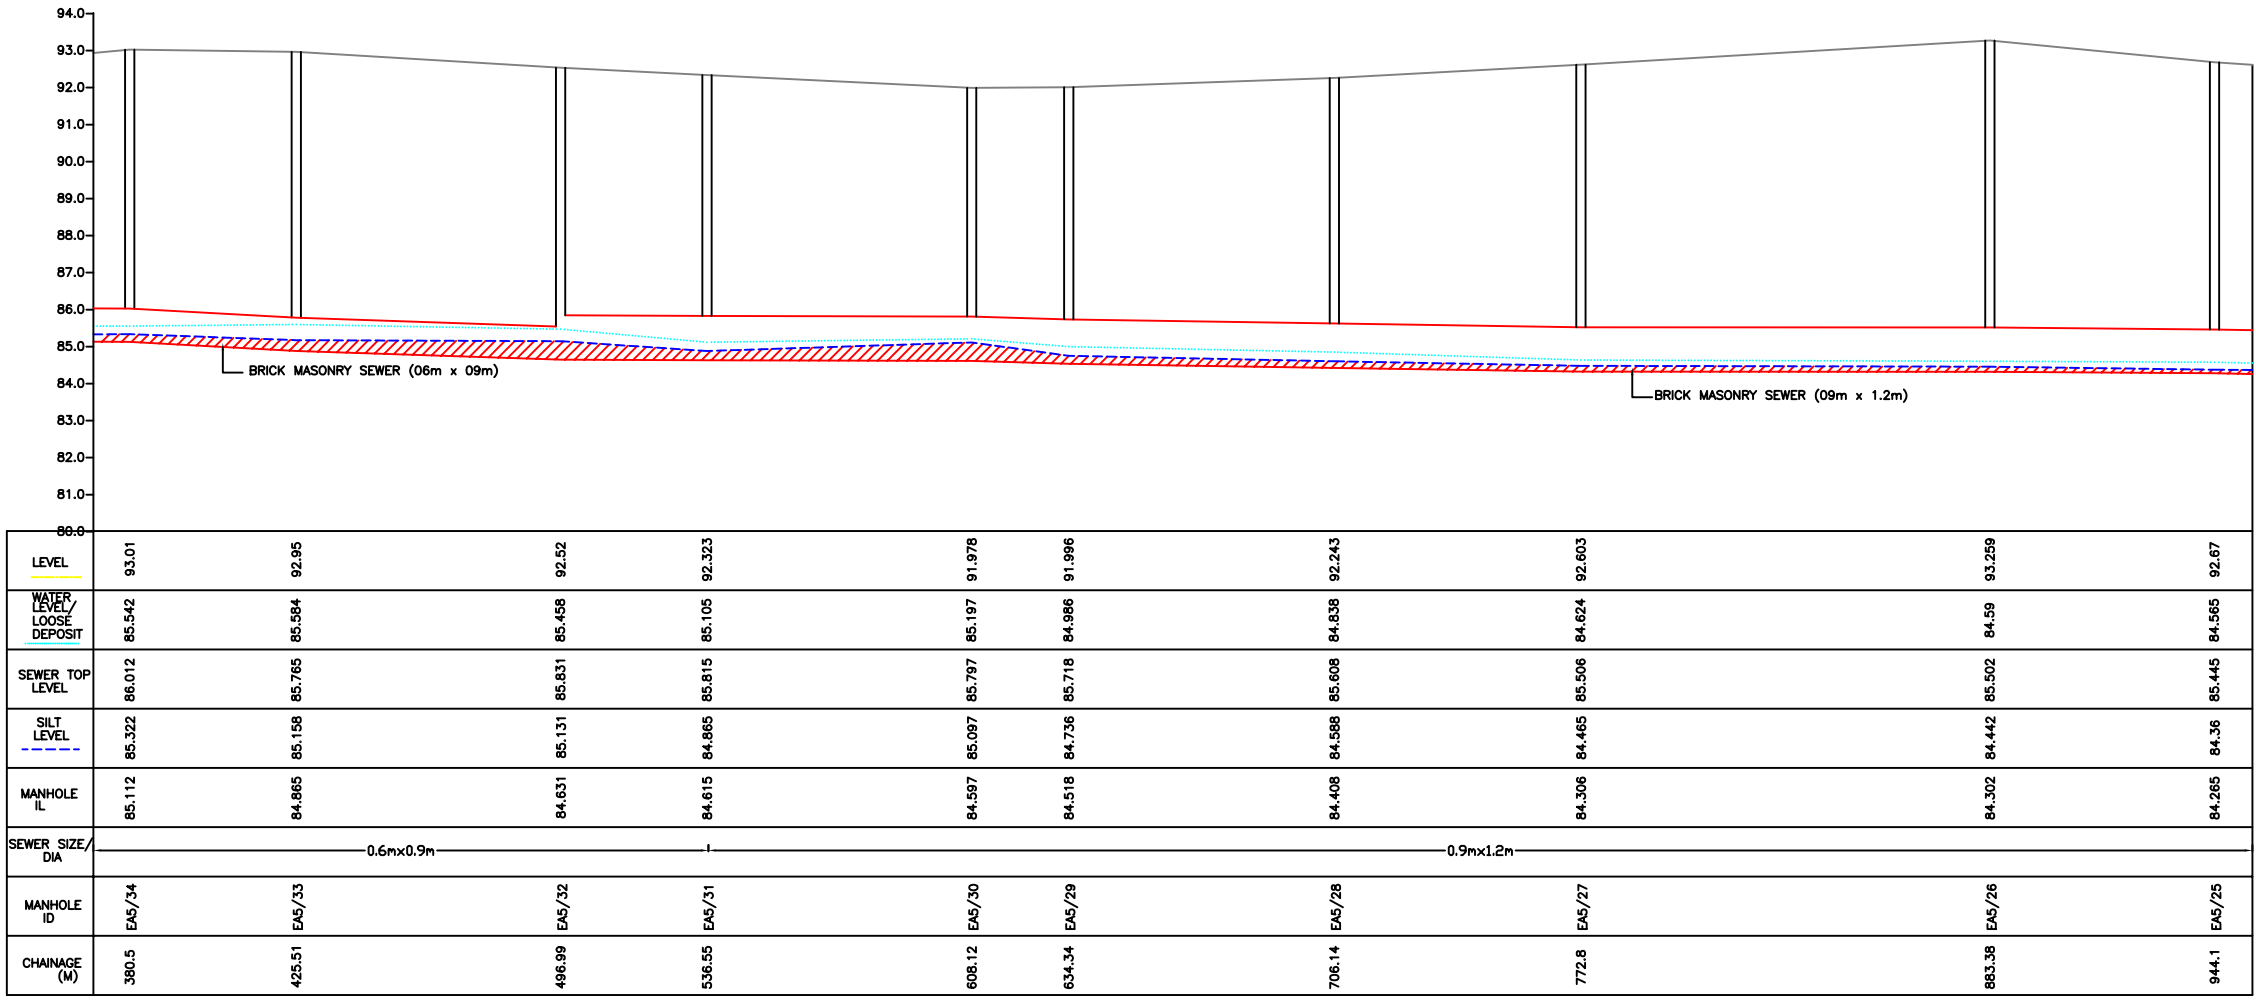 94.0
93.0
92.0
91.0
90.0
89.0
88.0
87.0
86.0
85.0
84.0
83.0
82.0
81.0
80.0
BRICK MASONRY SEWER (06m x 09m)
BRICK MASONRY SEWER (09m x 1.2m)
LEVEL
93.01
92.95
92.52
92.323
91.978
91.996
92.243
92.603
93.259
92.67
WATER
LEVEL/
LOOSE
DEPOSIT
85.542
85.584
85.458
85.105
85.197
84.986
84.838
84.624
84.59
84.565
SEWER TOP
LEVEL
86.012
85.765
85.831
85.815
85.797
85.718
85.608
85.506
85.502
85.445
SILT
LEVEL
85.322
85.158
85.131
84.865
85.097
84.736
84.588
84.465
84.442
84.36
MANHOLE
IL
85.112
84.865
84.631
84.615
84.597
84.518
84.408
84.306
84.302
84.265
SEWER SIZE/
DIA
0.6mx0.9m
0.9mx1.2m
MANHOLE
ID
EA5/34
EA5/33
EA5/32
EA5/31
EA5/30
EA5/29
EA5/28
EA5/27
EA5/26
EA5/25
CHAINAGE
(M)
380.5
425.51
496.99
536.55
608.12
634.34
706.14
772.8
883.38
944.1